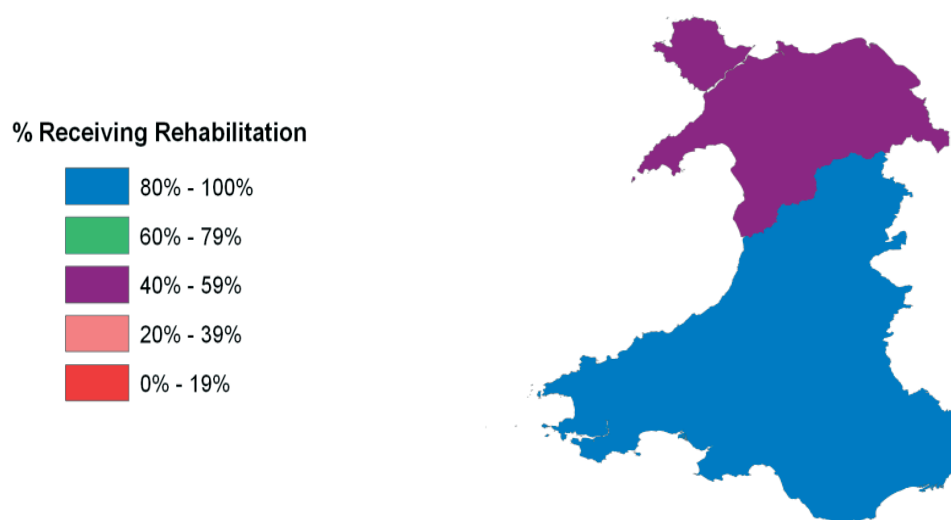 % Receiving Rehabilitation
80% - 100%
60% - 79%
40% - 59%
20% - 39%
0% - 19%